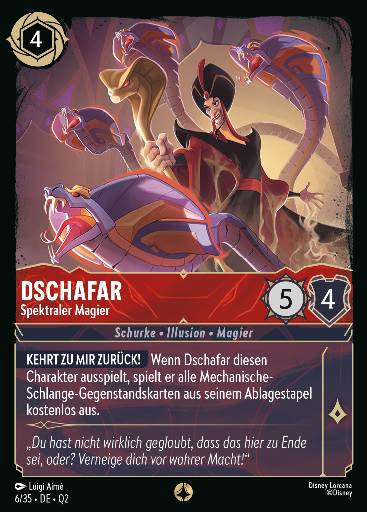 4
DSCHAFAR
Spektraler Magier
5
4
Schurke • Illusion • Magier
KEHRT ZU MIR ZURÜCK! Wenn Dschafar diesen
Charakter ausspielt, spielt er alle Mechanische-
Schlange-Gegenstandskarten aus seinem Ablagestapel
kostenlos aus.
„Du hast nicht wirklich geglaubt, dass das hier zu Ende
sei, oder? Verneige dich vor wahrer Macht!“
Luigi Aimè
6/35 • DE • Q2
Disney Lorcana
©Disney